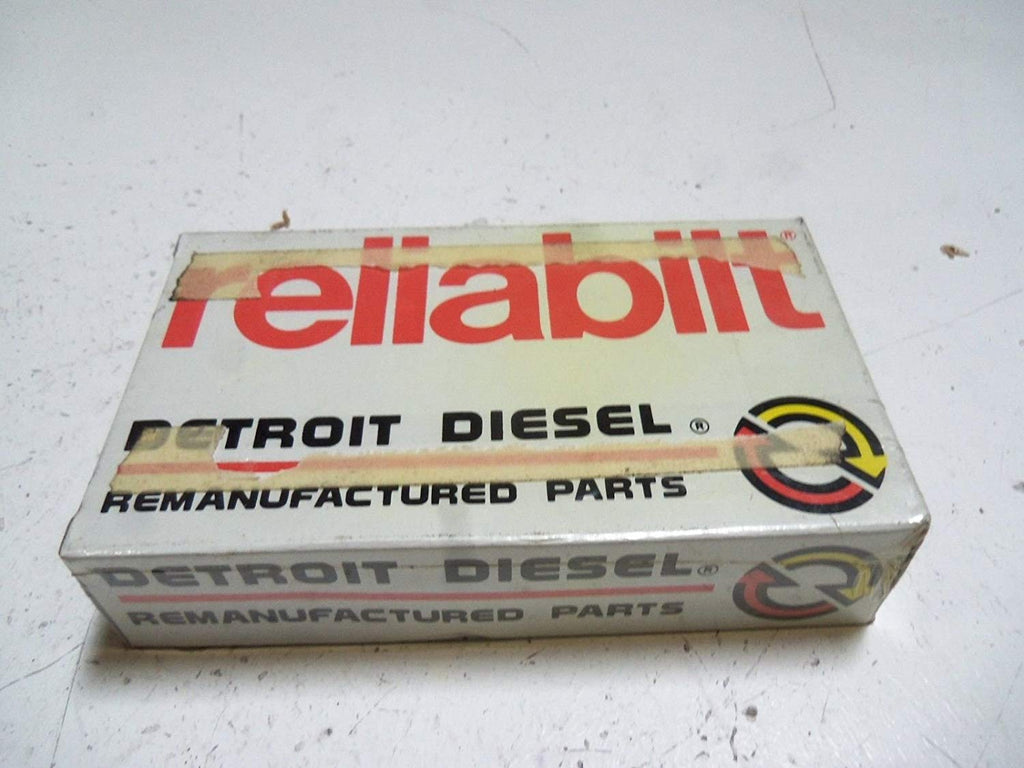 reliabilt®
DETROIT DIESEL®
REMANUFACTURED PARTS
DETROIT DIESEL®
REMANUFACTURED PARTS